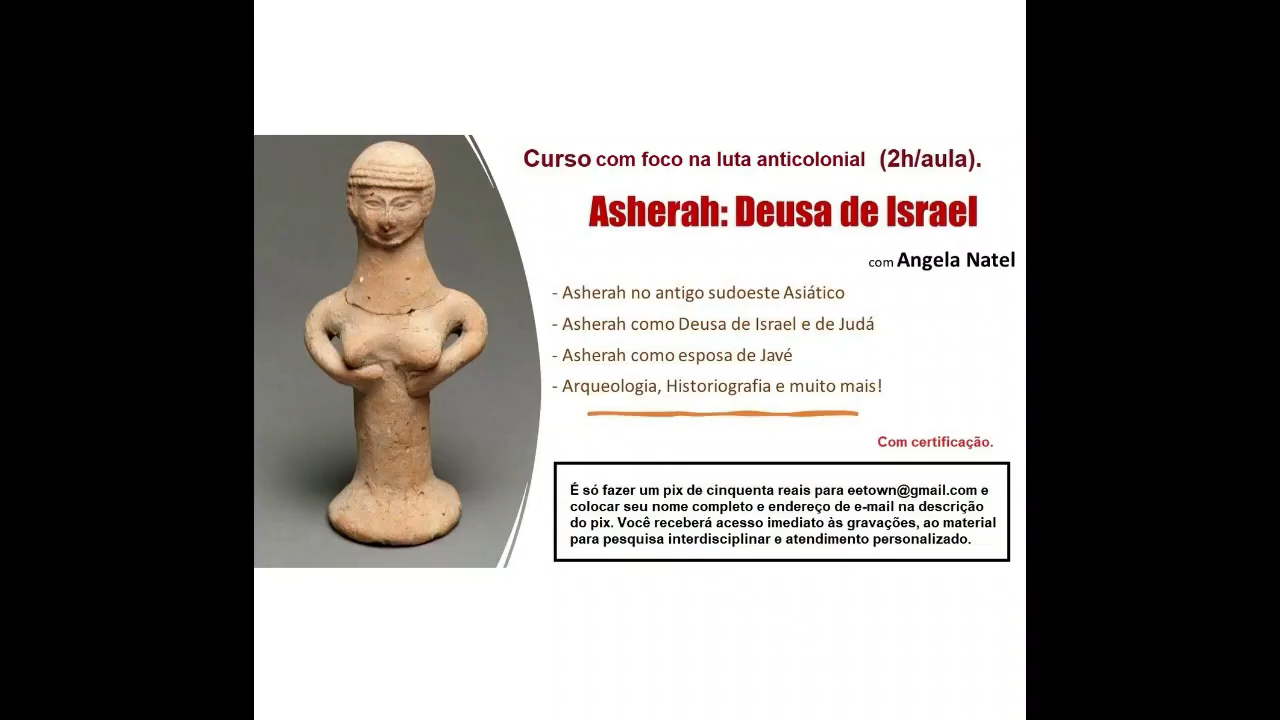 Curso com foco na luta anticolonial (2h/aula).
Asherah: Deusa de Israel
com Angela Natel
- Asherah no antigo sudoeste Asiático
- Asherah como Deusa de Israel e de Judá
- Asherah como esposa de Javé
- Arqueologia, Historiografia e muito mais!
Com certificação.
É só fazer um pix de cinquenta reais para eetown@gmail.com e
colocar seu nome completo e endereço de e-mail na descrição
do pix. Você receberá acesso imediato às gravações, ao material
para pesquisa interdisciplinar e atendimento personalizado.